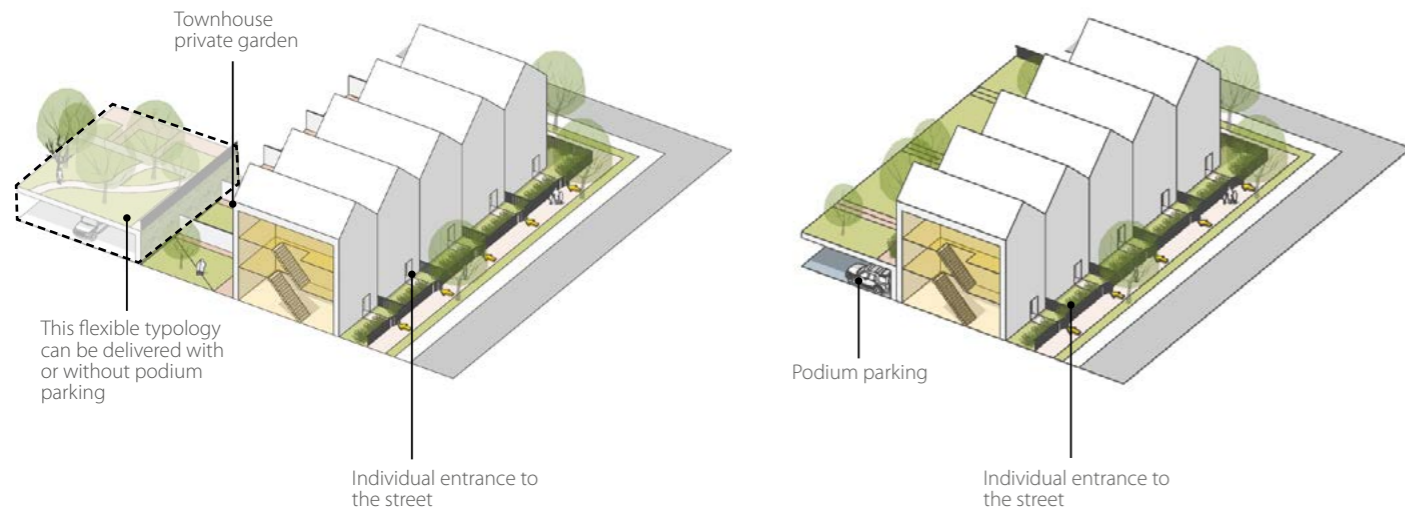 Townhouse
private garden
This flexible typology
can be delivered with
or without podium
parking
Individual entrance to
the street
Podium parking
Individual entrance to
the street